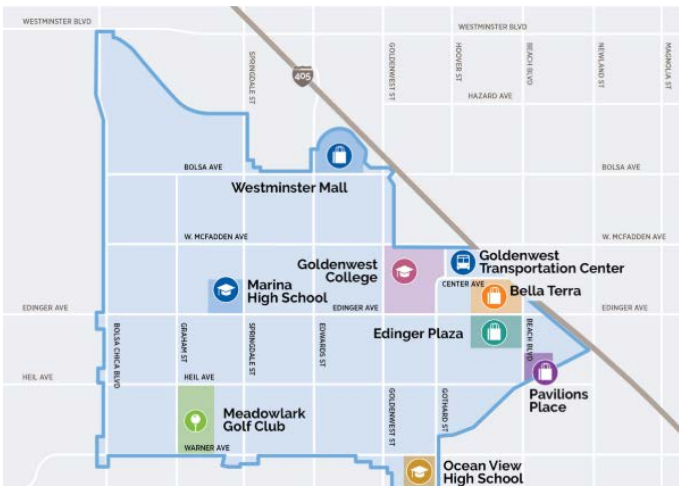 WESTMINSTER BLVD
WESTMINSTER BLVD
SPRINGDALE ST
GOLDENWEST ST
HOOVER ST
BEACH BLVD
NEWLAND ST
MAGNOLIA ST
405
HAZARD AVE
BOLSA AVE
BOLSA AVE
Westminster Mall
W. MCFADDEN AVE
W. MCFADDEN AVE
Goldenwest
Transportation Center
Goldenwest
College
CENTER AVE
Marina
High School
Bella Terra
EDINGER AVE
EDINGER AVE
EDINGER AVE
Edinger Plaza
BOLSA CHICA BLVD
GRAHAM ST
SPRINGDALE ST
EDWARDS ST
BEACH BLVD
HEIL AVE
HEIL AVE
Pavilions
Place
GOLDENWEST ST
GOTHARD ST
Meadowlark
Golf Club
WARNER AVE
Ocean View
High School